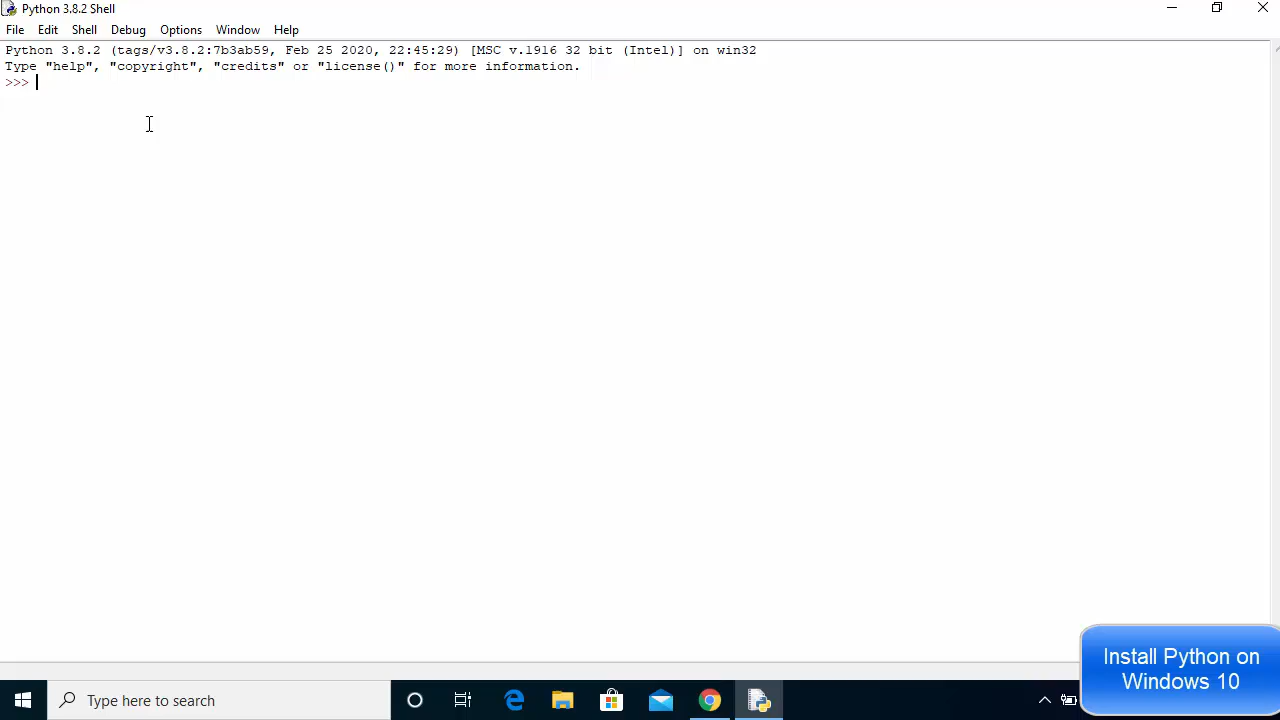 Python 3.8.2 Shell
File Edit Shell Debug Options Window Help
Python 3.8.2 (tags/v3.8.2:7b3ab59, Feb 25 2020, 22:45:29) [MSC v.1916 32 bit (Intel)] on win32
Type "help", "copyright", "credits" or "license()" for more information.
>>>
Install Python on
Windows 10
Type here to search